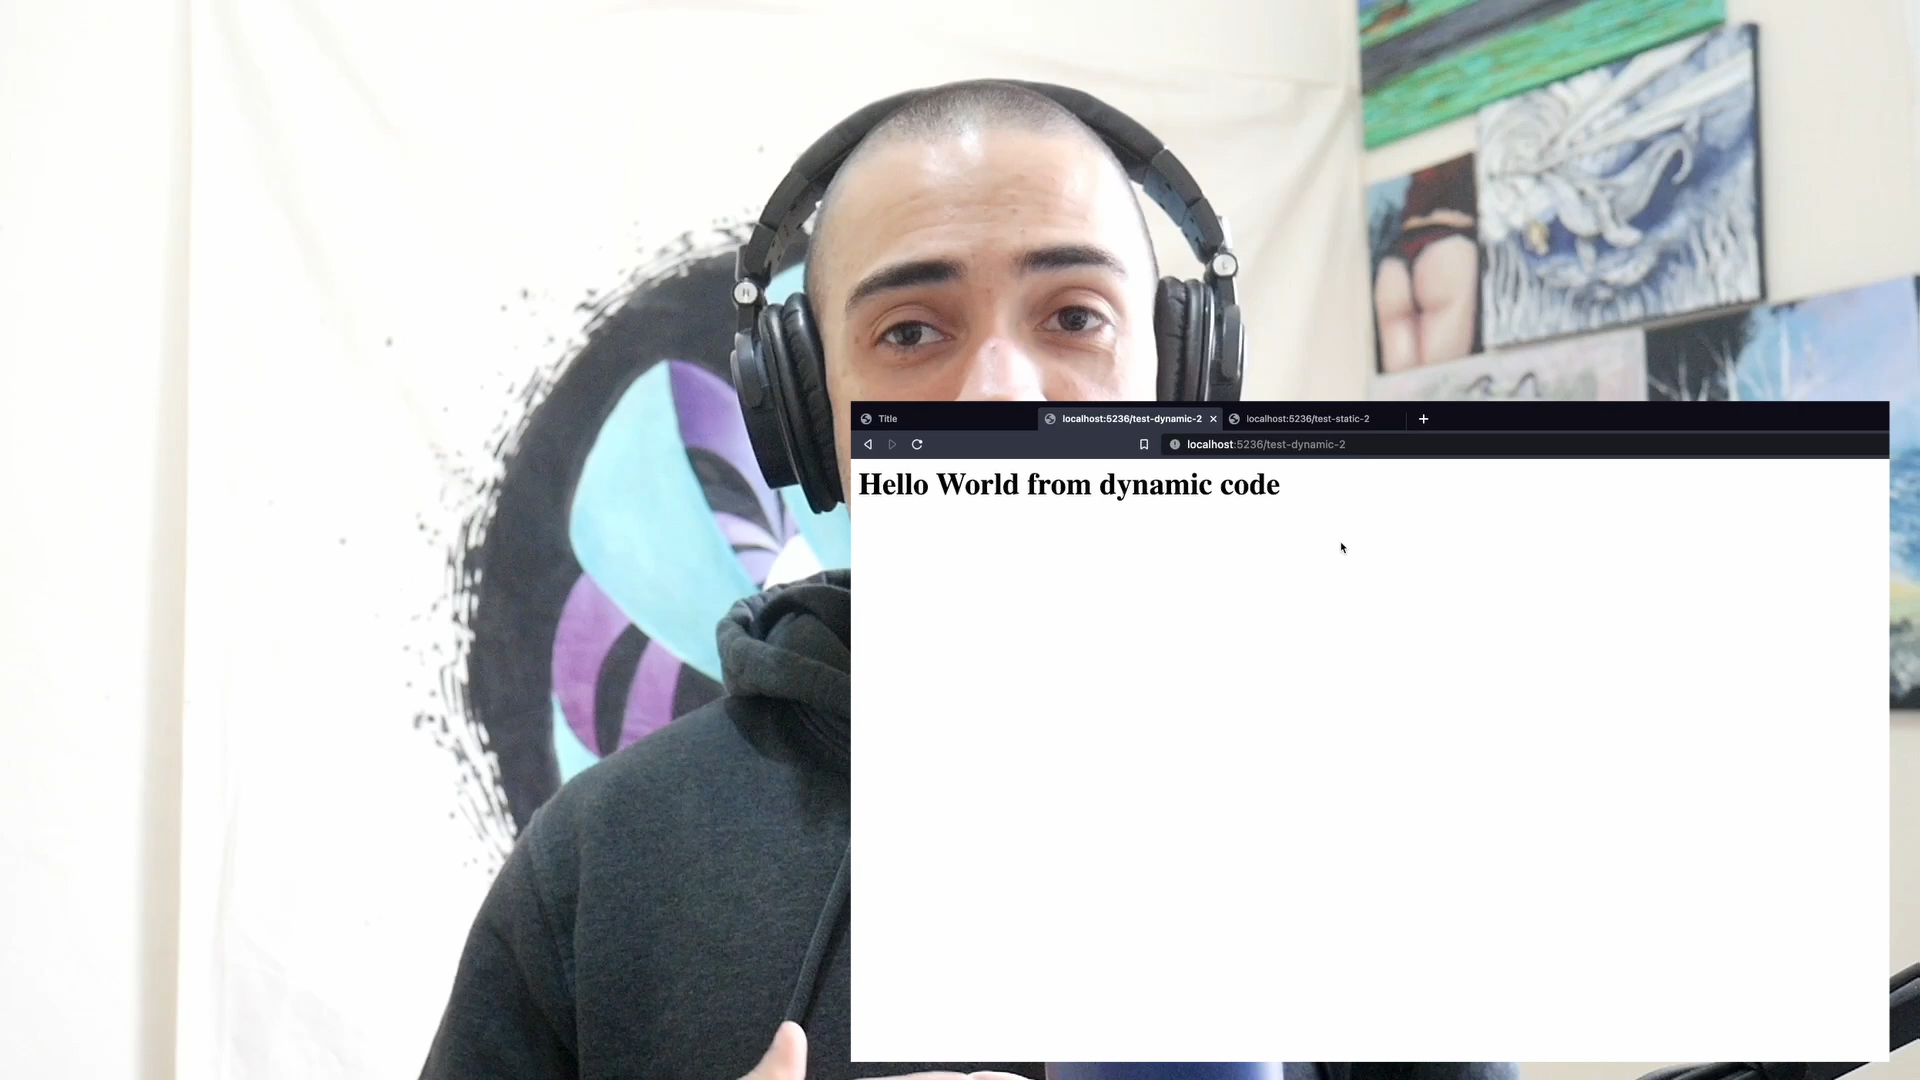 R
L
Title
localhost:5236/test-dynamic-2
localhost:5236/test-static-2
localhost:5236/test-dynamic-2
Hello World from dynamic code